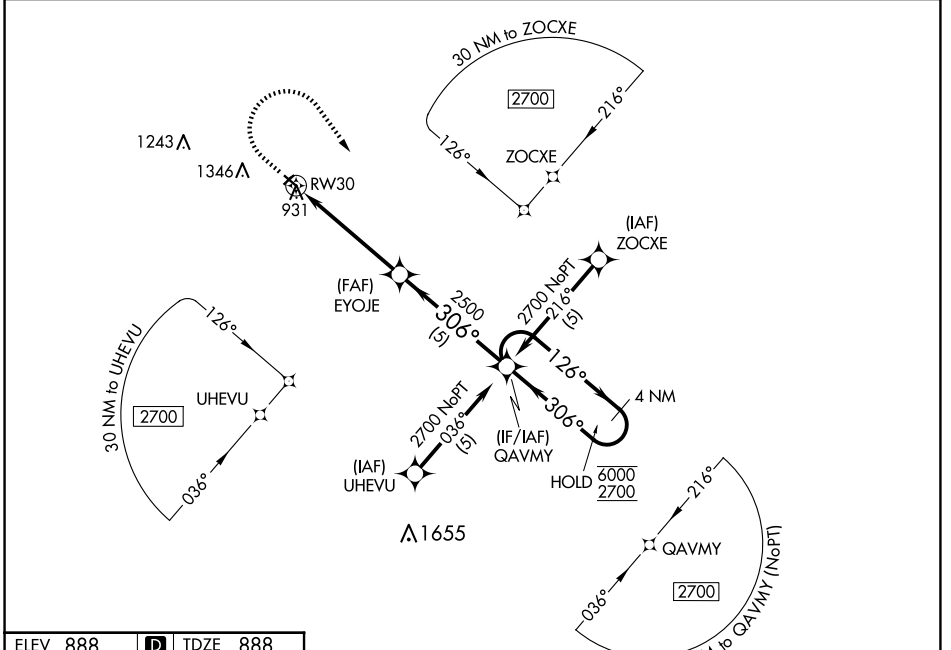 30 NM to ZOCXE
2700
216°
126°
ZOCXE
1243
1346
RW30
931
(IAF)
ZOCXE
(FAF)
EYOJE
2500
306°
(5)
2700 NoPT
216°
(5)
126°
30 NM to UHEVU
126°
UHEVU
2700
036°
2700 NoPT
036°
(5)
306°
4 NM
(IF/IAF)
QAVMY
(IAF)
UHEVU
HOLD 6000
2700
1655
216°
QAVMY
2700
036°
to QAVMY (NoPT)
ELEV 888 D TDZE 888